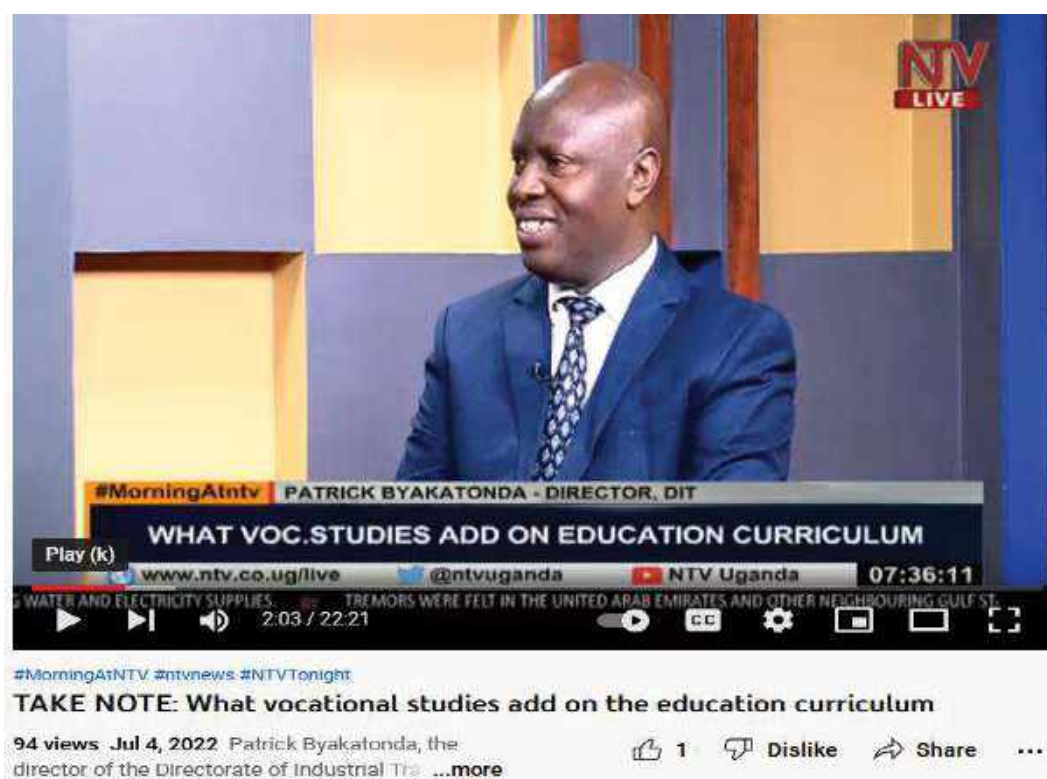 NTV
LIVE
#MorningAtntv PATRICK BYAKATONDA - DIRECTOR, DIT
WHAT VOC.STUDIES ADD ON EDUCATION CURRICULUM
Play (k)
www.ntv.co.ug/live @ntvuganda NTV Uganda 07:36:11
G WATER AND ELECTRICITY SUPPLIES. TREMORS WERE FELT IN THE UNITED ARAB EMIRATES AND OTHER NEIGHBOURING GULF ST
2:03 / 22:21 CC
#MorningAtNTV #ntvnews #NTVTonight
TAKE NOTE: What vocational studies add on the education curriculum
94 views Jul 4, 2022 Patrick Byakatonda, the
director of the Directorate of Industrial Tra ...more
1 Dislike Share ...